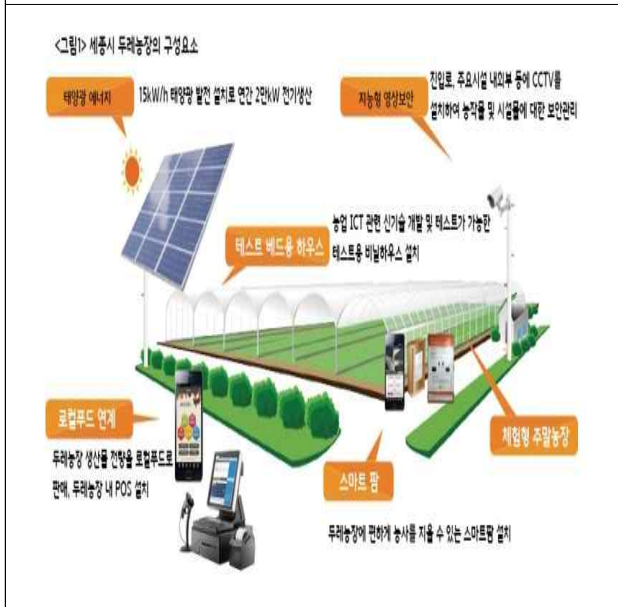 <그림1> 세종시 두레농장의 구성요소
태양광 에너지
15kW/h 태양광 발전 설치로 연간 2만kW 전기생산
지능형 영상보안
진입로, 주요시설 내외부 등에 CCTV를
설치하여 농작물 및 시설물에 대한 보안관리
테스트 베드용 하우스
농업 ICT 관련 신기술 개발 및 테스트가 가능한
테스트용 비닐하우스 설치
로컬푸드 연계
두레농장 생산물 전량을 로컬푸드로
판매, 두레농장 내 POS 설치
체험형 주말농장
스마트 팜
두레농장에 편하게 농사를 지을 수 있는 스마트팜 설치